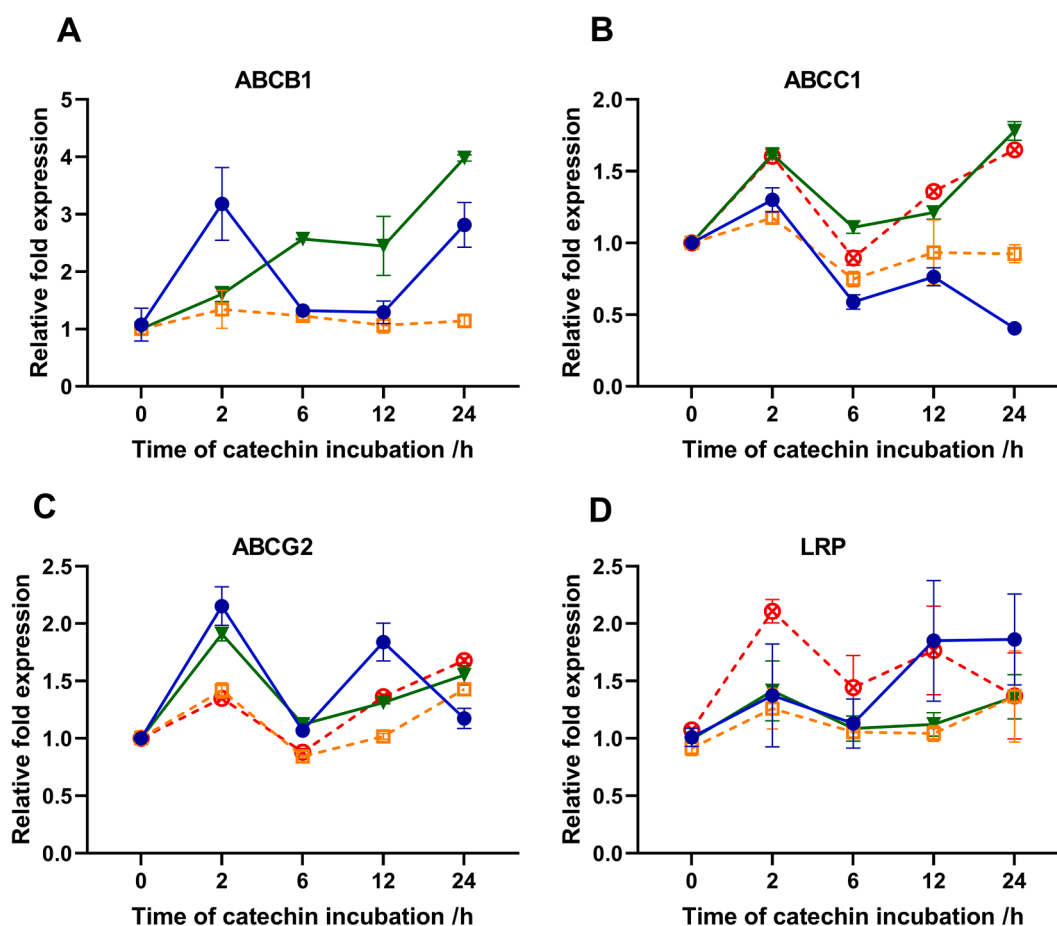 A
ABCB1
Relative fold expression
5
4
3
2
1
0
0 2 6 12 24
Time of catechin incubation /h
B
ABCC1
Relative fold expression
2.0
1.5
1.0
0.5
0.0
0 2 6 12 24
Time of catechin incubation /h
C
ABCG2
Relative fold expression
2.5
2.0
1.5
1.0
0.5
0.0
0 2 6 12 24
Time of catechin incubation /h
D
LRP
Relative fold expression
2.5
2.0
1.5
1.0
0.5
0.0
0 2 6 12 24
Time of catechin incubation /h